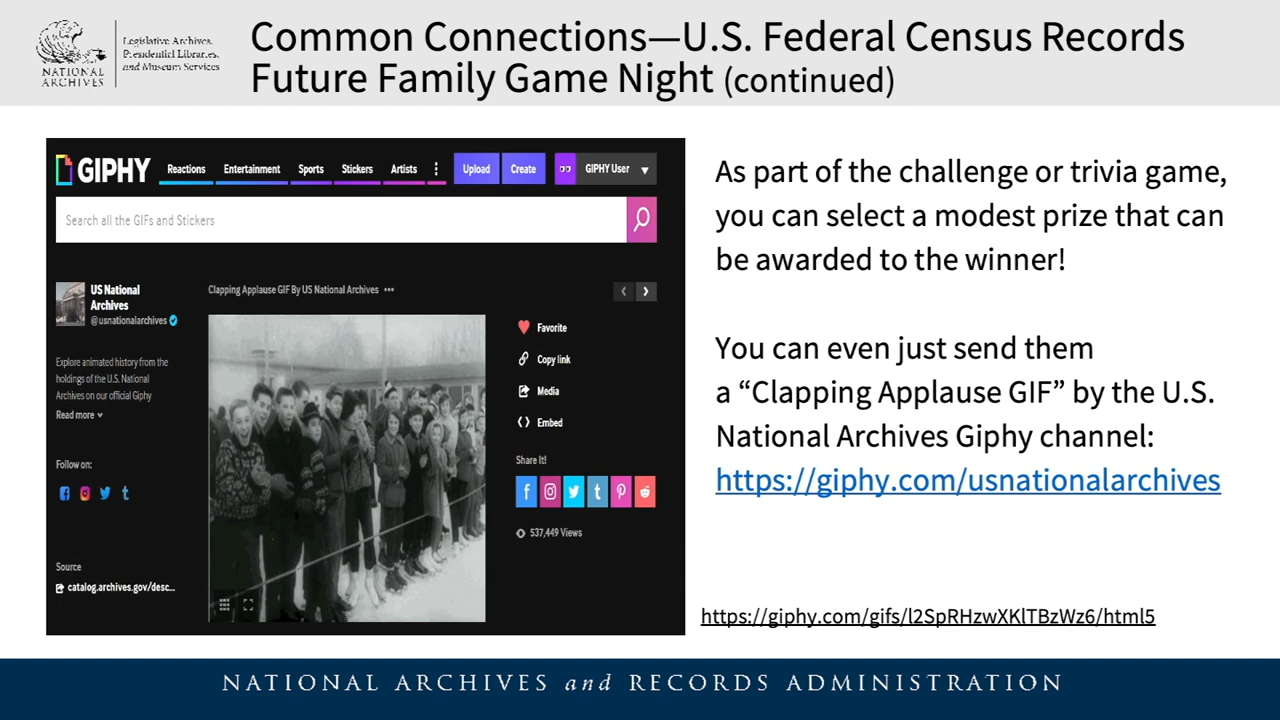 NATIONAL
ARCHIVES
Legislative Archives,
Presidential Libraries,
and Museum Services
Common Connections—U.S. Federal Census Records
Future Family Game Night (continued)
GIPHY
Reactions
Entertainment
Sports
Stickers
Artists
Upload
Create
GIPHY User
Search all the GIFs and Stickers
US National
Archives
@usnationalarchives
Explore animated history from the
holdings of the U.S. National
Archives on our official Giphy
Read more
Follow on:
Source
catalog.archives.gov/desc...
Clapping Applause GIF By US National Archives •••
Favorite
Copy link
Media
Embed
Share It!
537,449 Views
As part of the challenge or trivia game,
you can select a modest prize that can
be awarded to the winner!
You can even just send them
a “Clapping Applause GIF” by the U.S.
National Archives Giphy channel:
https://giphy.com/usnationalarchives
https://giphy.com/gifs/l2SpRHzwXKlTBzWz6/html5
NATIONAL ARCHIVES and RECORDS ADMINISTRATION